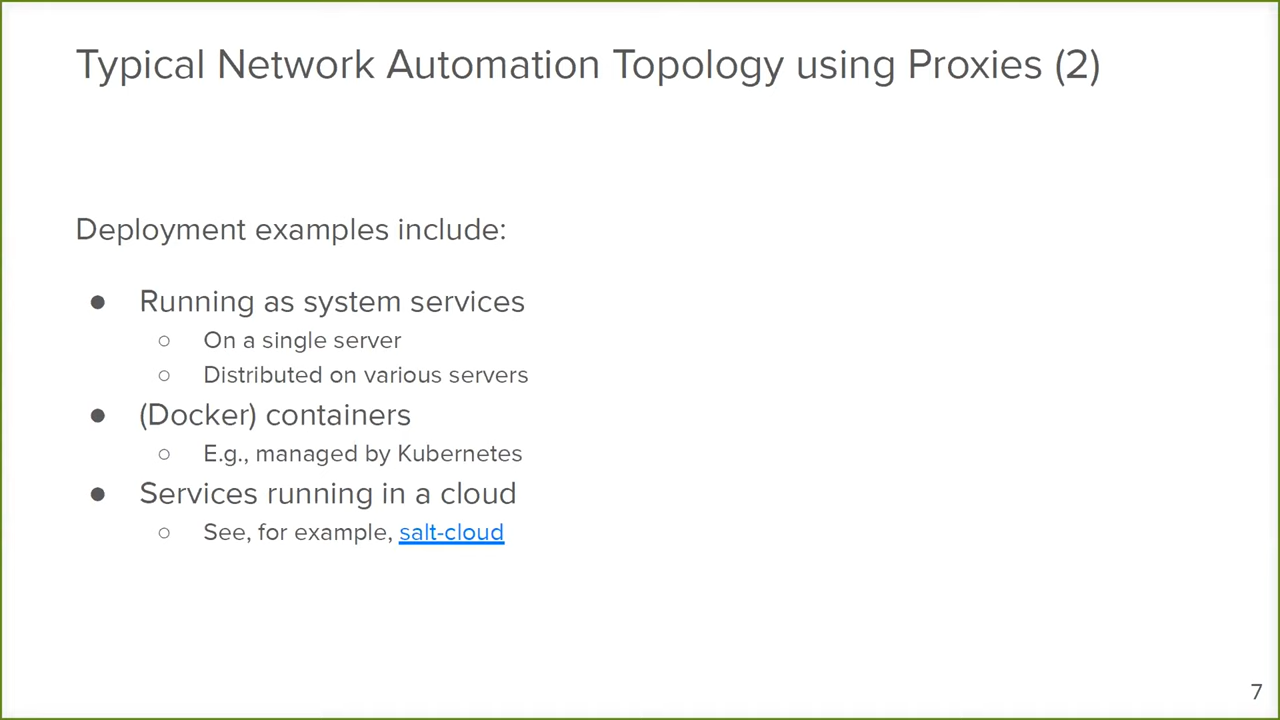 Typical Network Automation Topology using Proxies (2)
Deployment examples include:
● Running as system services
○ On a single server
○ Distributed on various servers
● (Docker) containers
○ E.g., managed by Kubernetes
● Services running in a cloud
○ See, for example, salt-cloud
7